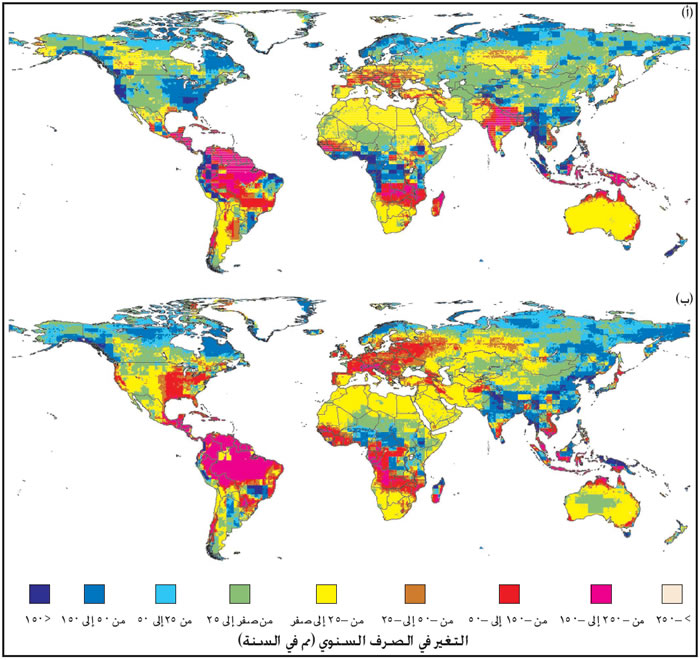 (أ)
(ب)
> –٢٥٠ من –٢٥٠ إلى –١٥٠ من –١٥٠ إلى –٥٠ من –٥٠ إلى –٢٥ من –٢٥ إلى صفر من صفر إلى ٢٥ من ٢٥ إلى ٥٠ من ٥٠ إلى ١٥٠ < ١٥٠
التغير في الصرف السنوي (مم في السنة)